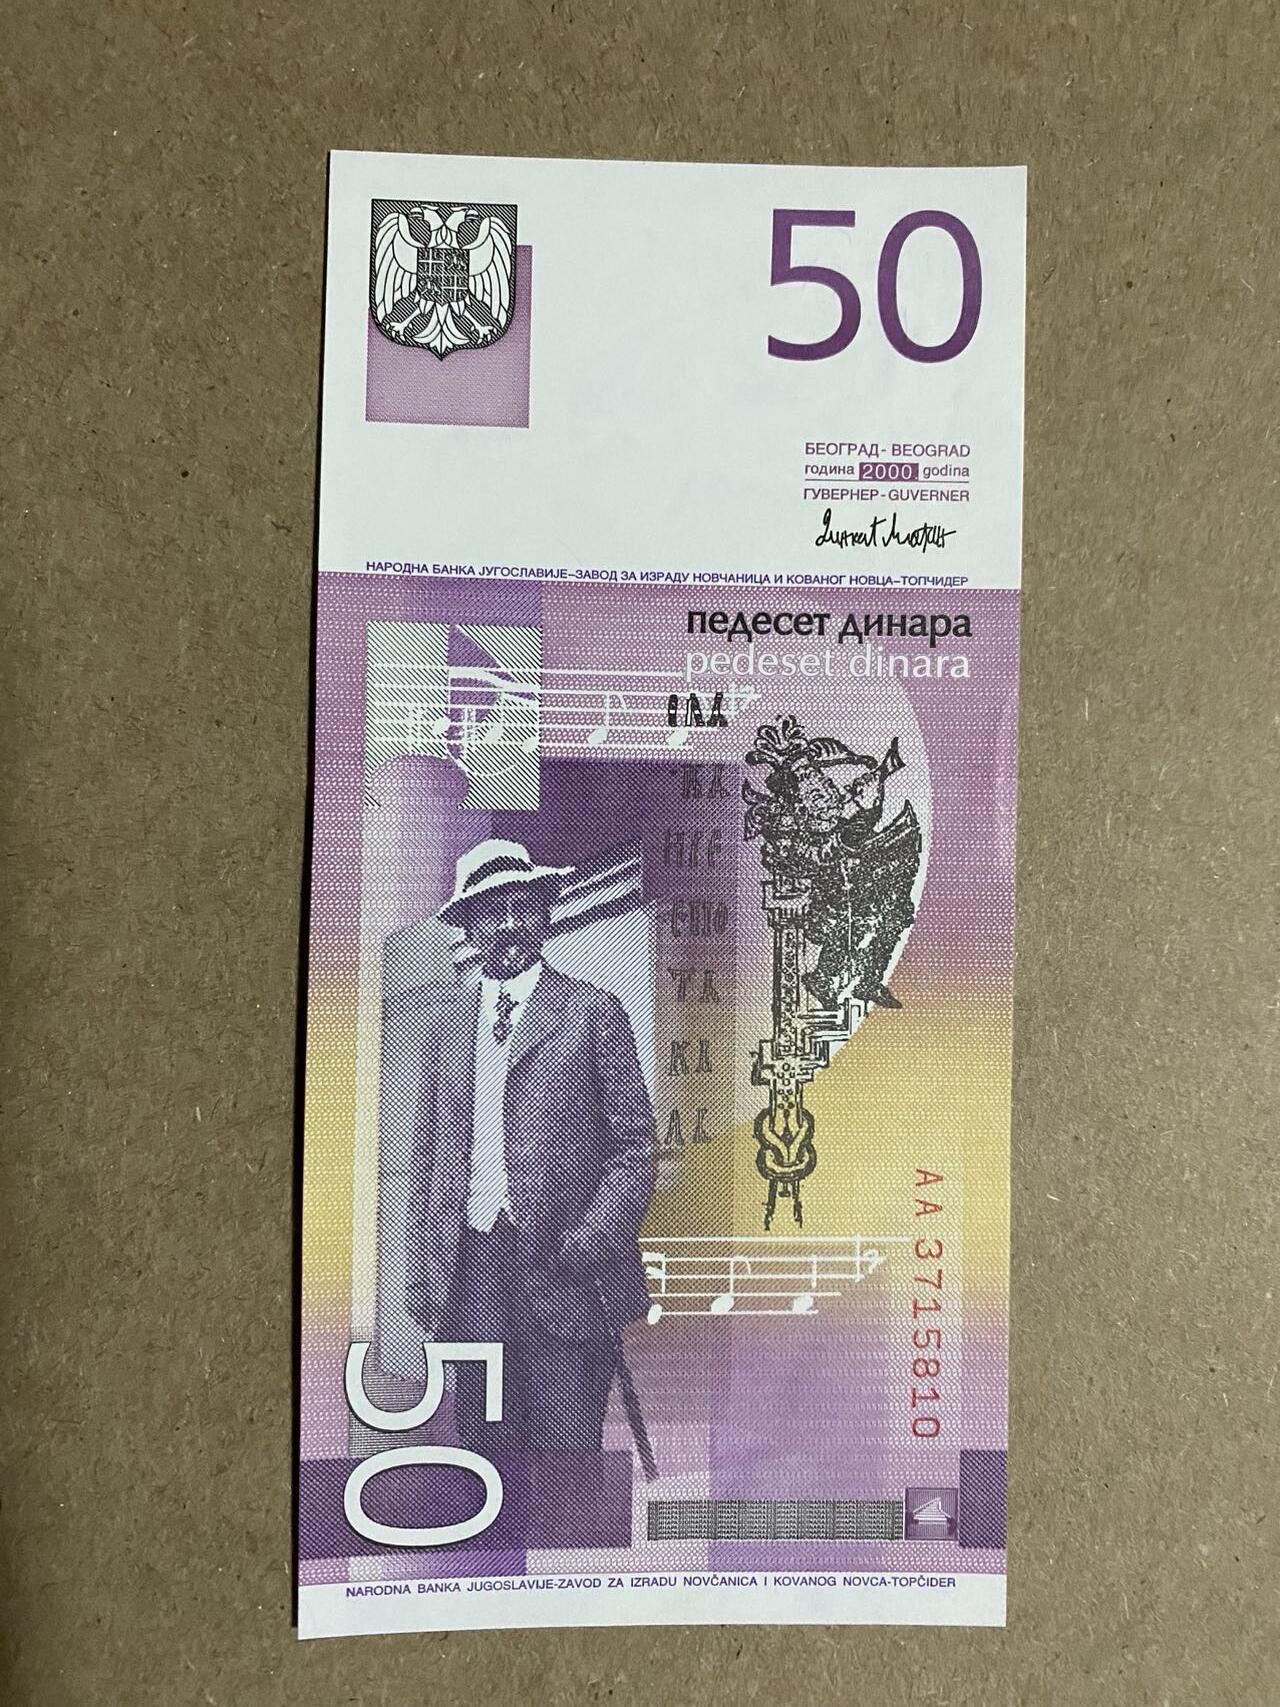 50
БЕОГРАД - BEOGRAD
година 2000. godina
ГУВЕРНЕР - GUVERNER
НАРОДНА БАНКА ЈУГОСЛАВИЈЕ–ЗАВОД ЗА ИЗРАДУ НОВЧАНИЦА И КОВАНОГ НОВЦА–ТОПЧИДЕР
педесет динара
pedeset dinara
AA 3715810
50
NARODNA BANKA JUGOSLAVIJE-ZAVOD ZA IZRADU NOVČANICA I KOVANOG NOVCA-TOPČIDER